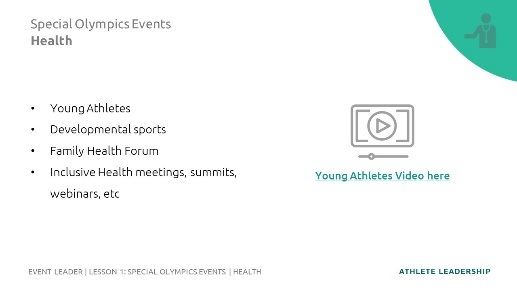 Special Olympics Events
Health
• Young Athletes
• Developmental sports
• Family Health Forum
• Inclusive Health meetings, summits,
webinars, etc
Young Athletes Video here
EVENT LEADER | LESSON 1: SPECIAL OLYMPICS EVENTS | HEALTH
ATHLETE LEADERSHIP